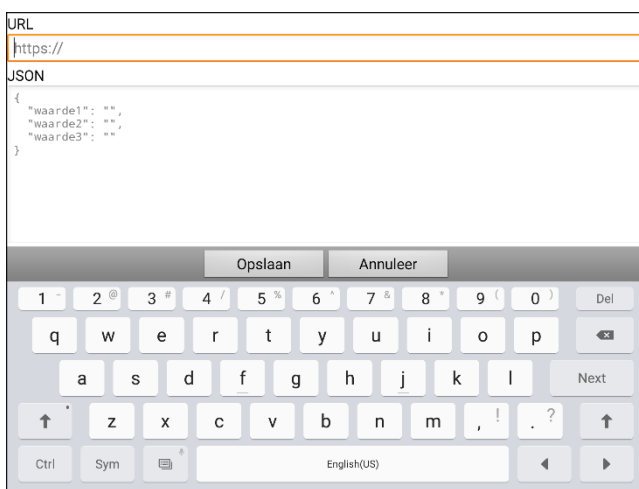 URL
https://
JSON
{
  "waarde1": "",
  "waarde2": "",
  "waarde3": ""
}
Opslaan Annuleer
1 - 2 @ 3 # 4 / 5 % 6 ^ 7 & 8 * 9 ( 0 ) Del
q w e r t y u i o p
a s d f g h j k l Next
z x c v b n m , ! . ?
Ctrl Sym English(US)